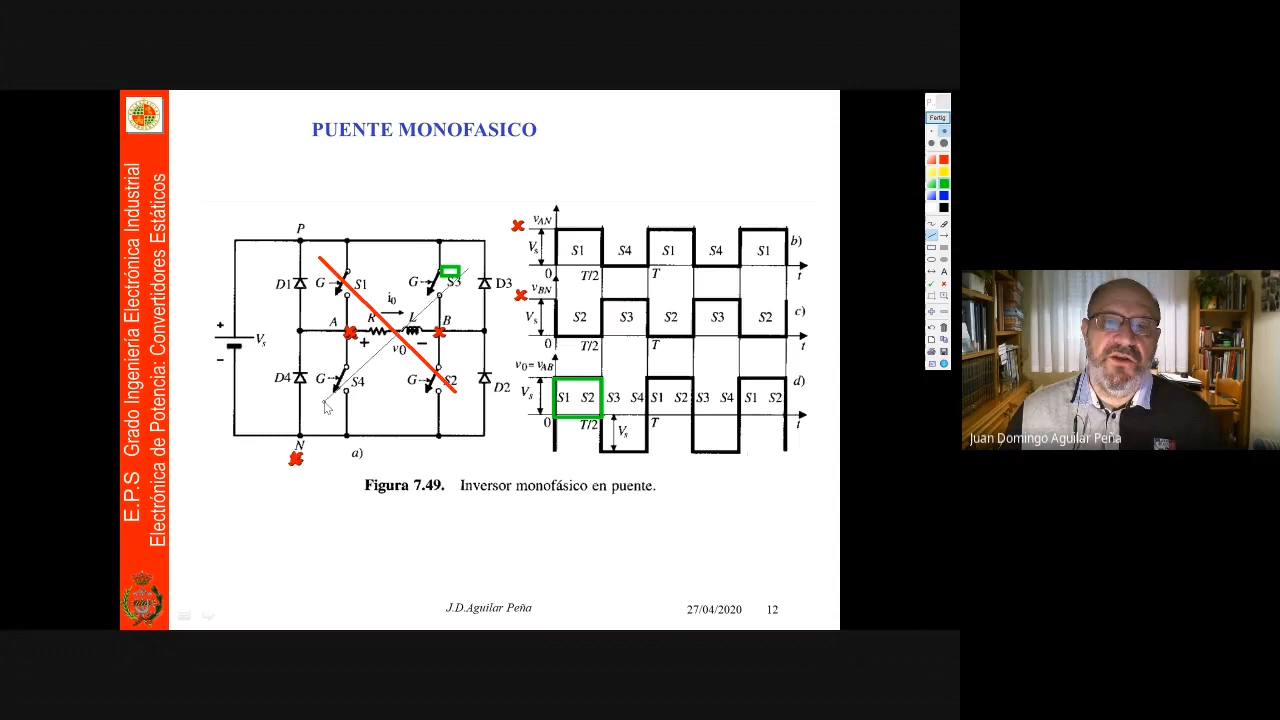 PUENTE MONOFASICO
E.P.S Grado Ingeniería Electrónica Industrial
Electrónica de Potencia: Convertidores Estáticos
P
D1
G
S1
G
S3
D3
i0
+
Vs
−
A
R
L
B
+
v0
−
D4
G
S4
G
S2
D2
N
a)
vAN
Vs
S1
S4
S1
S4
S1
b)
0
T/2
T
t
vBN
Vs
S2
S3
S2
S3
S2
c)
0
T/2
T
t
v0 = vAB
Vs
S1 S2 S3 S4 S1 S2 S3 S4 S1 S2
d)
0
T/2
T
t
Vs
Figura 7.49. Inversor monofásico en puente.
J.D.Aguilar Peña
27/04/2020
12
P..
Fertig
A
Juan Domingo Aguilar Peña